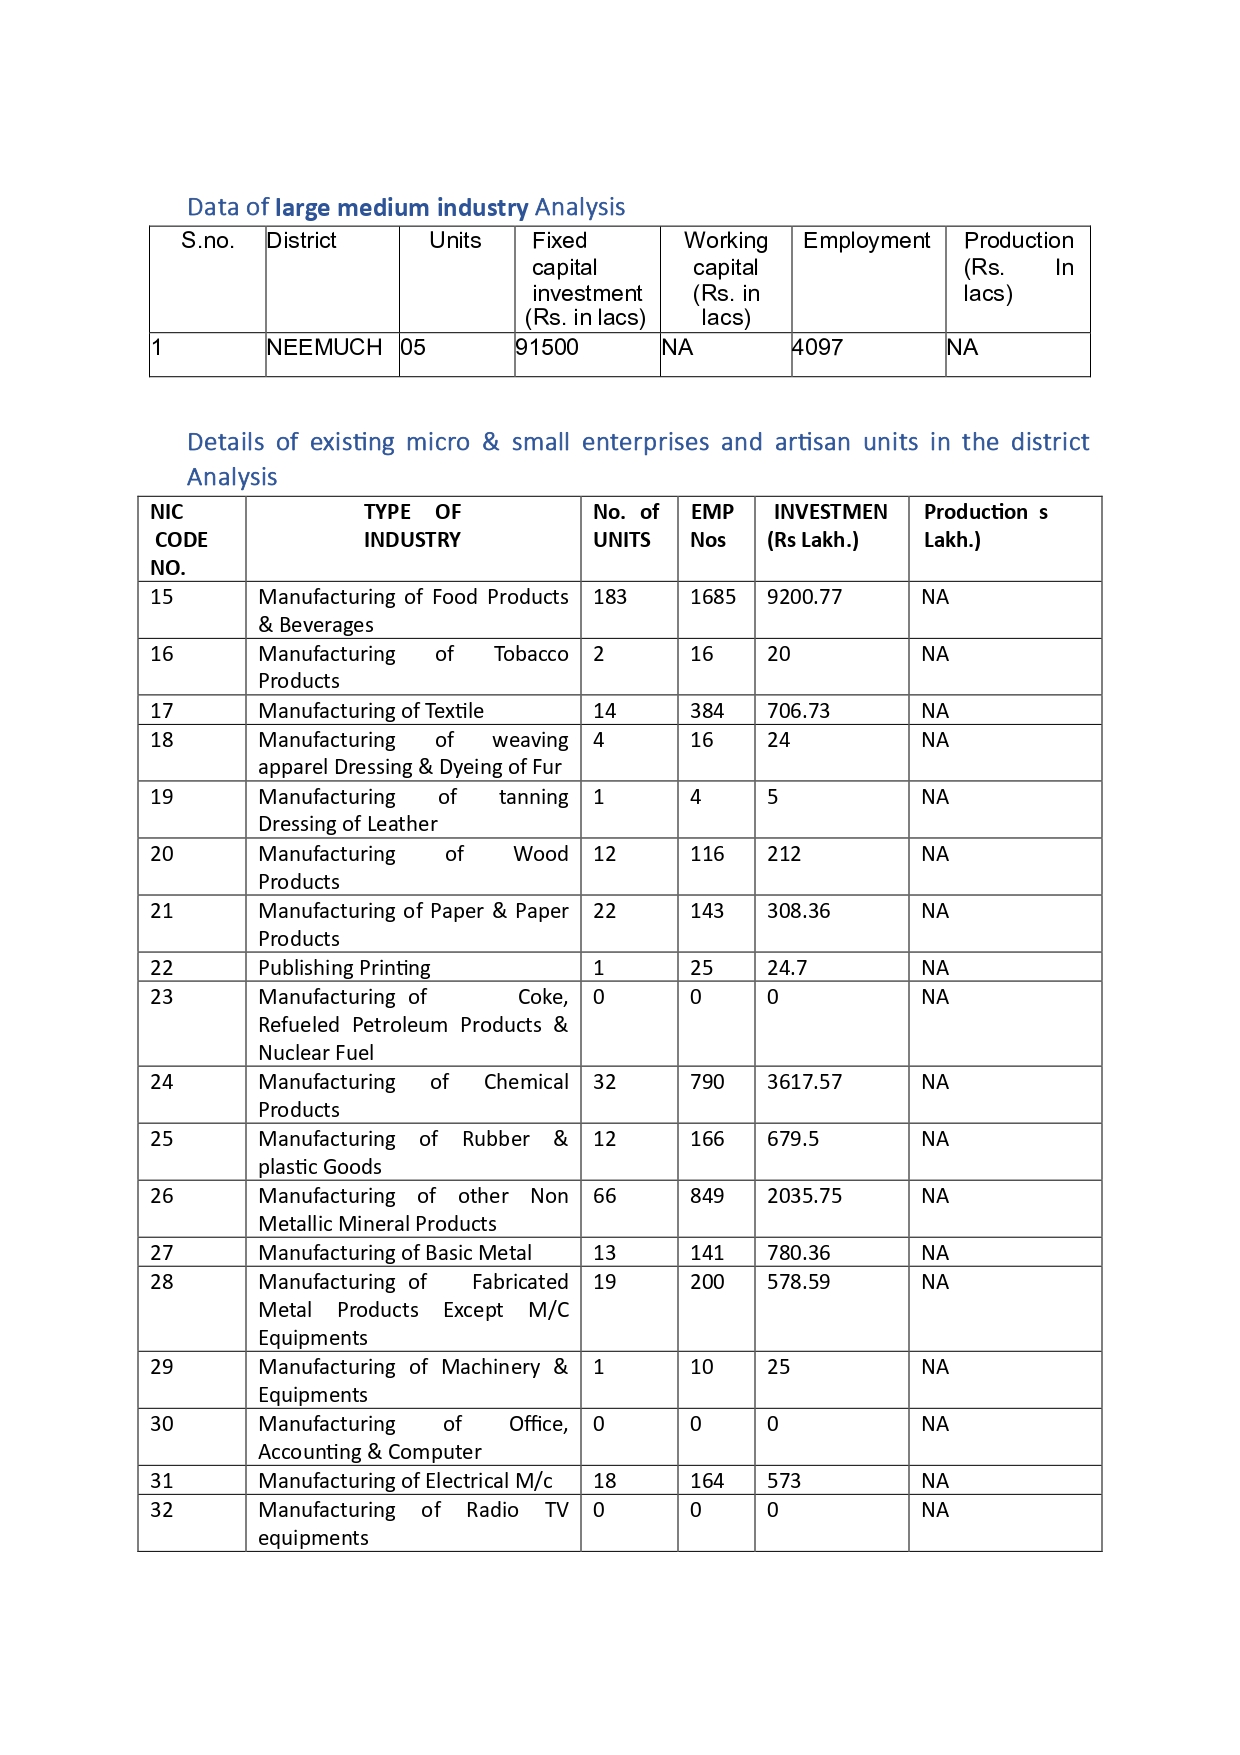 Data of large medium industry Analysis
S.no. District Units Fixed capital investment (Rs. in lacs) Working capital (Rs. in lacs) Employment Production (Rs. In lacs)
1 NEEMUCH 05 91500 NA 4097 NA
Details of existing micro & small enterprises and artisan units in the district
Analysis
NIC CODE NO. TYPE OF INDUSTRY No. of UNITS EMP Nos INVESTMEN (Rs Lakh.) Production s Lakh.)
15 Manufacturing of Food Products & Beverages 183 1685 9200.77 NA
16 Manufacturing of Tobacco Products 2 16 20 NA
17 Manufacturing of Textile 14 384 706.73 NA
18 Manufacturing of weaving apparel Dressing & Dyeing of Fur 4 16 24 NA
19 Manufacturing of tanning Dressing of Leather 1 4 5 NA
20 Manufacturing of Wood Products 12 116 212 NA
21 Manufacturing of Paper & Paper Products 22 143 308.36 NA
22 Publishing Printing 1 25 24.7 NA
23 Manufacturing of Coke, Refueled Petroleum Products & Nuclear Fuel 0 0 0 NA
24 Manufacturing of Chemical Products 32 790 3617.57 NA
25 Manufacturing of Rubber & plastic Goods 12 166 679.5 NA
26 Manufacturing of other Non Metallic Mineral Products 66 849 2035.75 NA
27 Manufacturing of Basic Metal 13 141 780.36 NA
28 Manufacturing of Fabricated Metal Products Except M/C Equipments 19 200 578.59 NA
29 Manufacturing of Machinery & Equipments 1 10 25 NA
30 Manufacturing of Office, Accounting & Computer 0 0 0 NA
31 Manufacturing of Electrical M/c 18 164 573 NA
32 Manufacturing of Radio TV equipments 0 0 0 NA